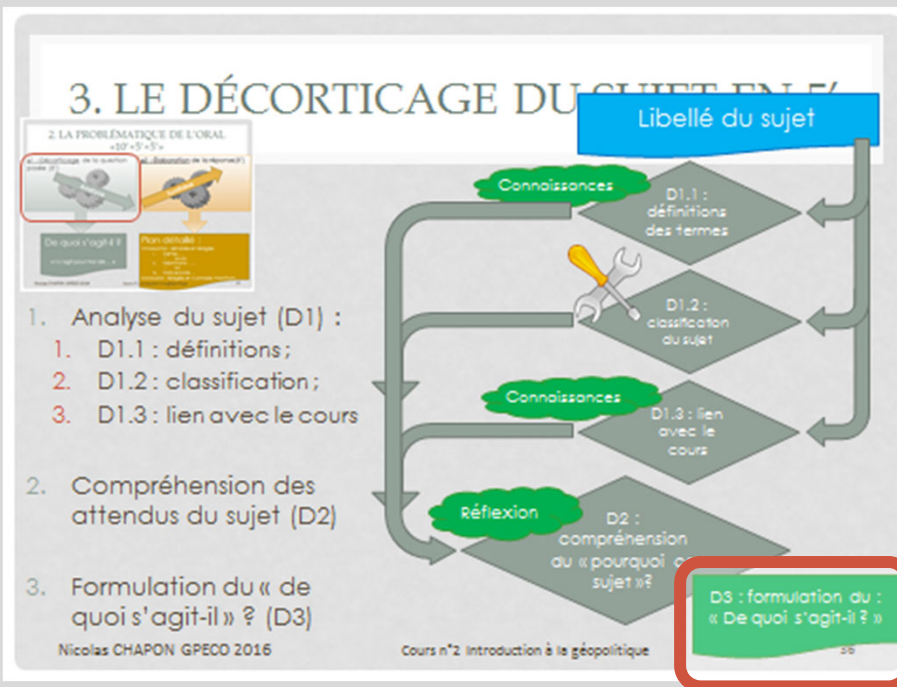 3. LE DÉCORTICAGE DU SUJET EN 5’
Libellé du sujet
2. LA PROBLÉMATIQUE DE L’ORAL
«10’+5’+5’»
De quoi s’agit-il ?
Plan détaillé :
Connaissances
D1.1 :
définitions
des termes
D1.2 :
classification
du sujet
Connaissances
D1.3 : lien
avec le
cours
Réflexion
D2 :
compréhension
du « pourquoi
sujet »?
D3 : formulation du :
« De quoi s’agit-il ? »
1. Analyse du sujet (D1) :
1. D1.1 : définitions ;
2. D1.2 : classification ;
3. D1.3 : lien avec le cours
2. Compréhension des
attendus du sujet (D2)
3. Formulation du « de
quoi s’agit-il » ? (D3)
Nicolas CHAPON GPECO 2016
Cours n°2 Introduction à la géopolitique
36